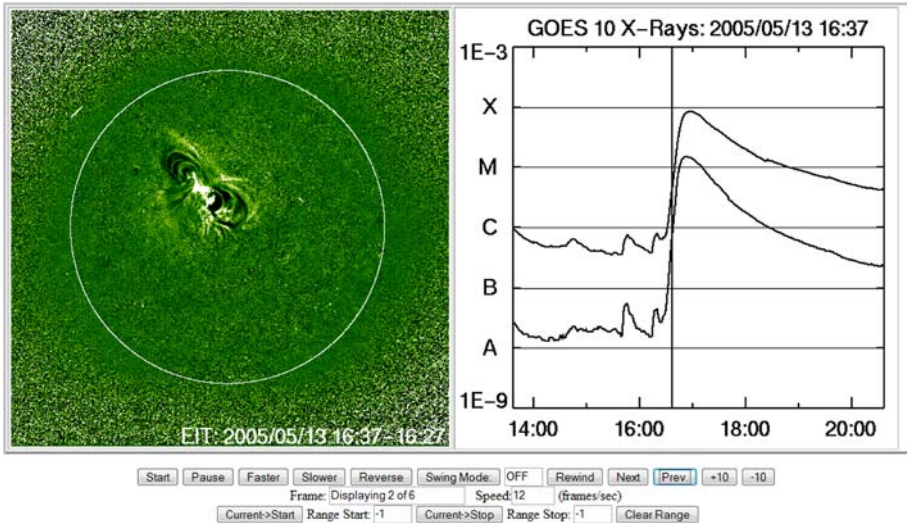 GOES 10 X-Rays: 2005/05/13 16:37
1E-3
X
M
C
B
A
1E-9
14:00 16:00 18:00 20:00
EIT: 2005/05/13 16:37-16:27
Start Pause Faster Slower Reverse Swing Mode: OFF Rewind Next Prev. +10 -10
Frame: Displaying 2 of 6 Speed: 12 (frames/sec)
Current->Start Range Start: -1 Current->Stop Range Stop: -1 Clear Range